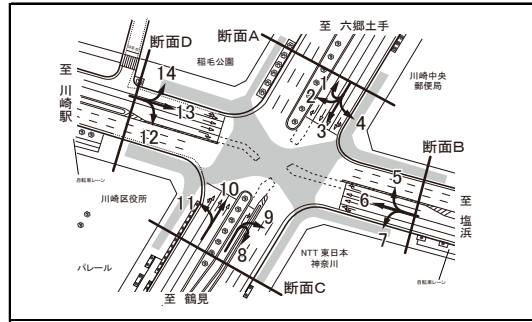 至 六郷土手
断面A
断面D
稲毛公園
至
川崎駅
14
13
12
1
2
3
4
川崎中央
郵便局
断面B
5
6
7
至
塩浜
自転車レーン
川崎区役所
11
10
9
8
パレール
NTT東日本
神奈川
断面C
自転車レーン
至 鶴見